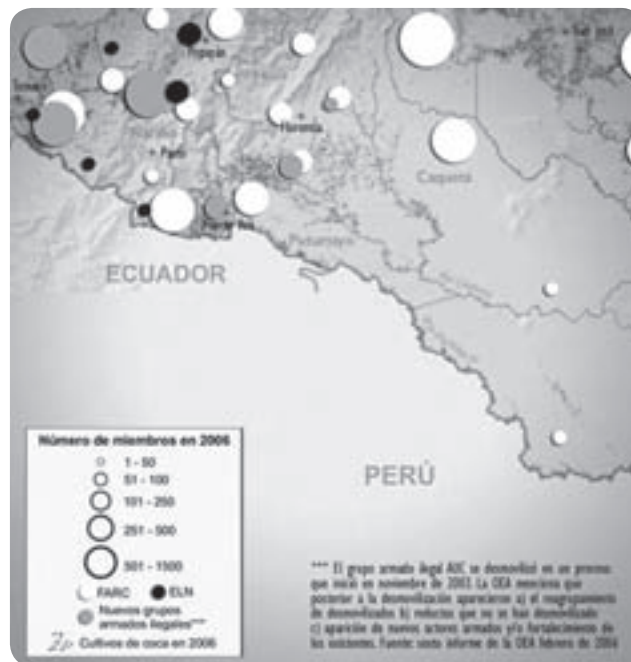 Popayán
Florencia
Pasto
Caquetá
Putumayo
ECUADOR
PERÚ
Número de miembros en 2006
1 - 50
51 - 100
101 - 250
251 - 500
501 - 1500
FARC ELN
Nuevos grupos
armados ilegales***
Cultivos de coca en 2006
*** El grupo armado ilegal AUC se desmovilizó en un proceso
que inició en noviembre de 2003. La OEA menciona que
posterior a la desmovilización aparecieron a) el reagrupamiento
de desmovilizados b) reductos que no se han desmovilizado
c) aparición de nuevos actores armados y/o fortalecimiento de
los existentes. Fuente: sexto informe de la OEA febrero de 2006